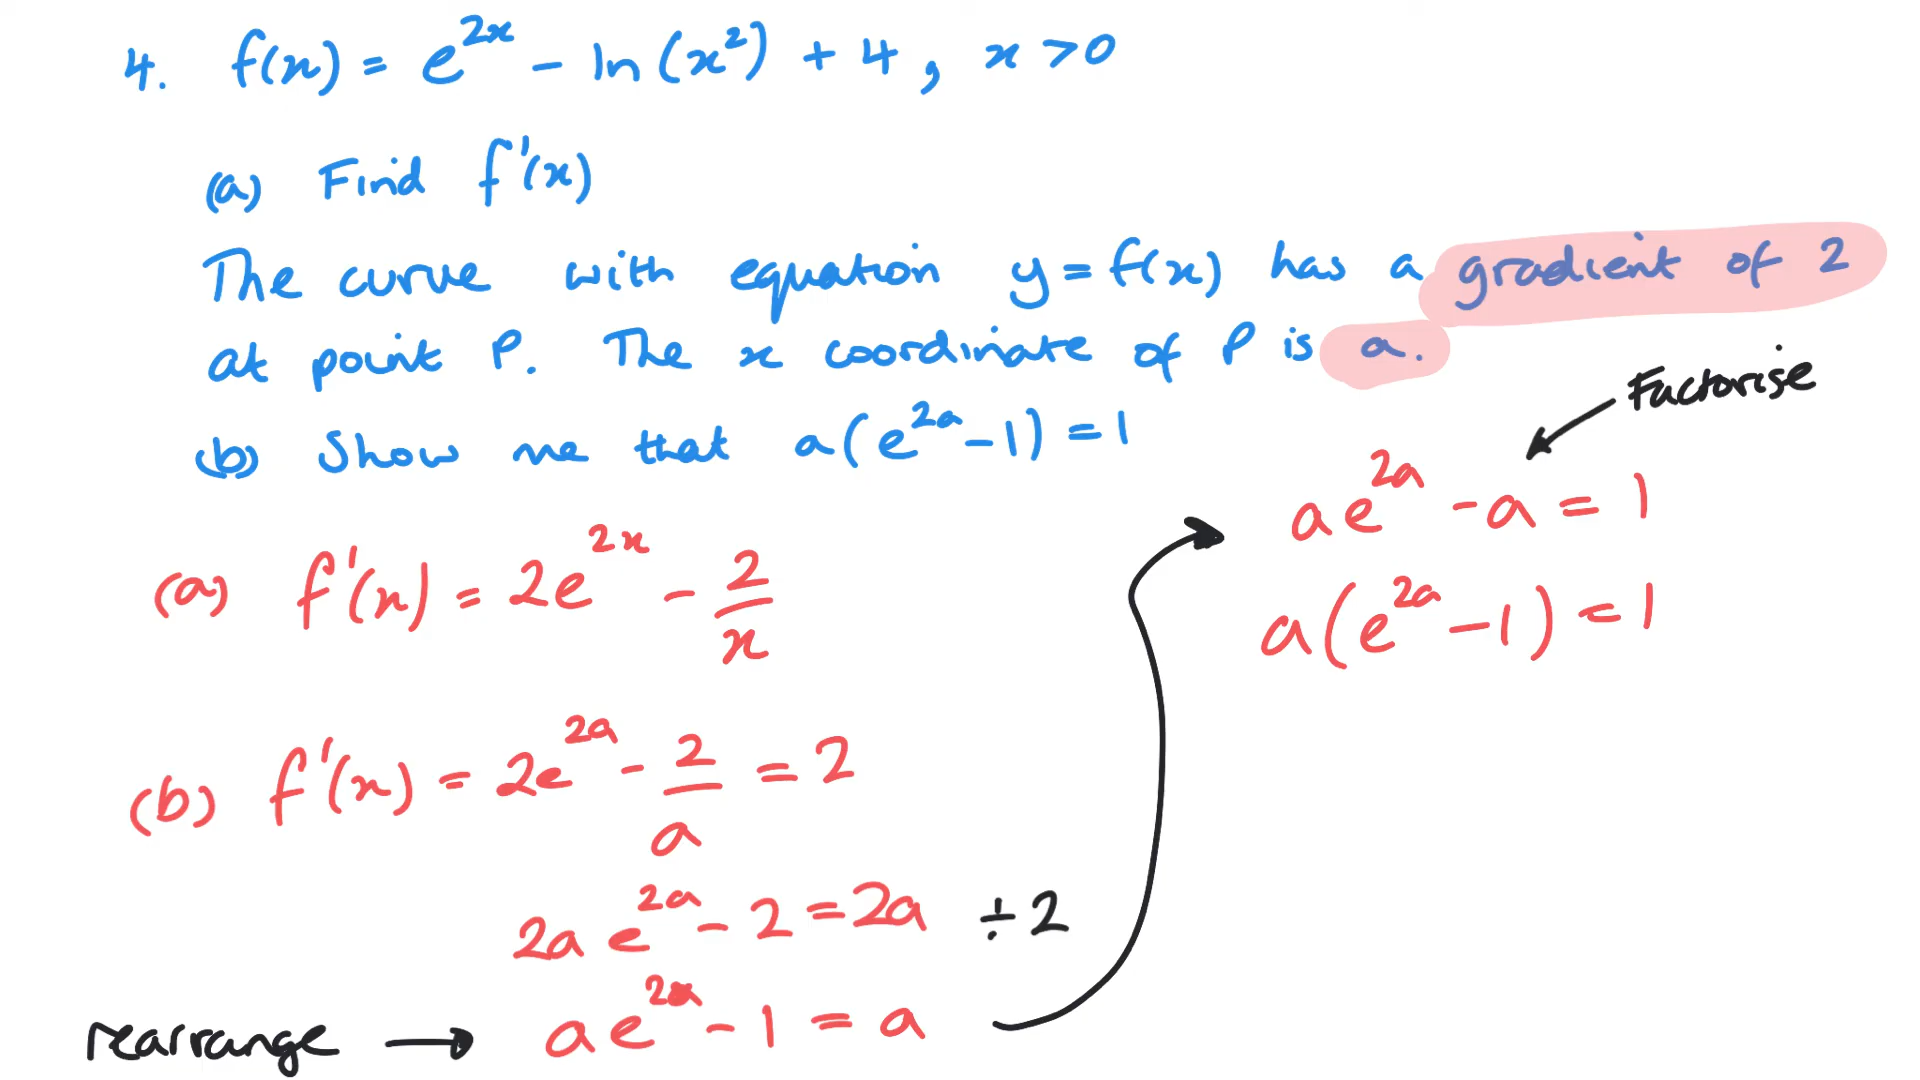 4. f(x) = e^{2x} - ln(x²) + 4, x > 0
(a) Find f'(x)
The curve with equation y = f(x) has a gradient of 2
at point P. The x coordinate of P is a.
(b) Show me that a(e^{2a} - 1) = 1
(a) f'(x) = 2e^{2x} - 2/x
(b) f'(x) = 2e^{2a} - 2/a = 2
2a e^{2a} - 2 = 2a ÷2
rearrange → a e^{2a} - 1 = a
Factorise
ae^{2a} - a = 1
a(e^{2a} - 1) = 1